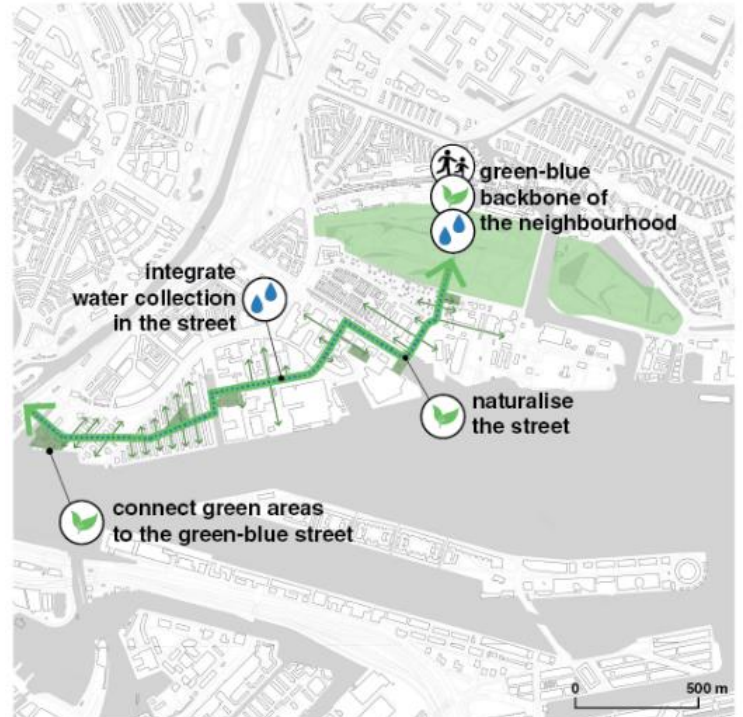 green-blue
backbone of
the neighbourhood
integrate
water collection
in the street
naturalise
the street
connect green areas
to the green-blue street
0 500 m